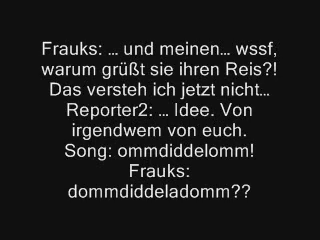 Frauks: … und meinen… wssf,
warum grüßt sie ihren Reis?!
Das versteh ich jetzt nicht…
Reporter2: … Idee. Von
irgendwem von euch.
Song: ommdiddelomm!
Frauks:
dommdiddeladomm??